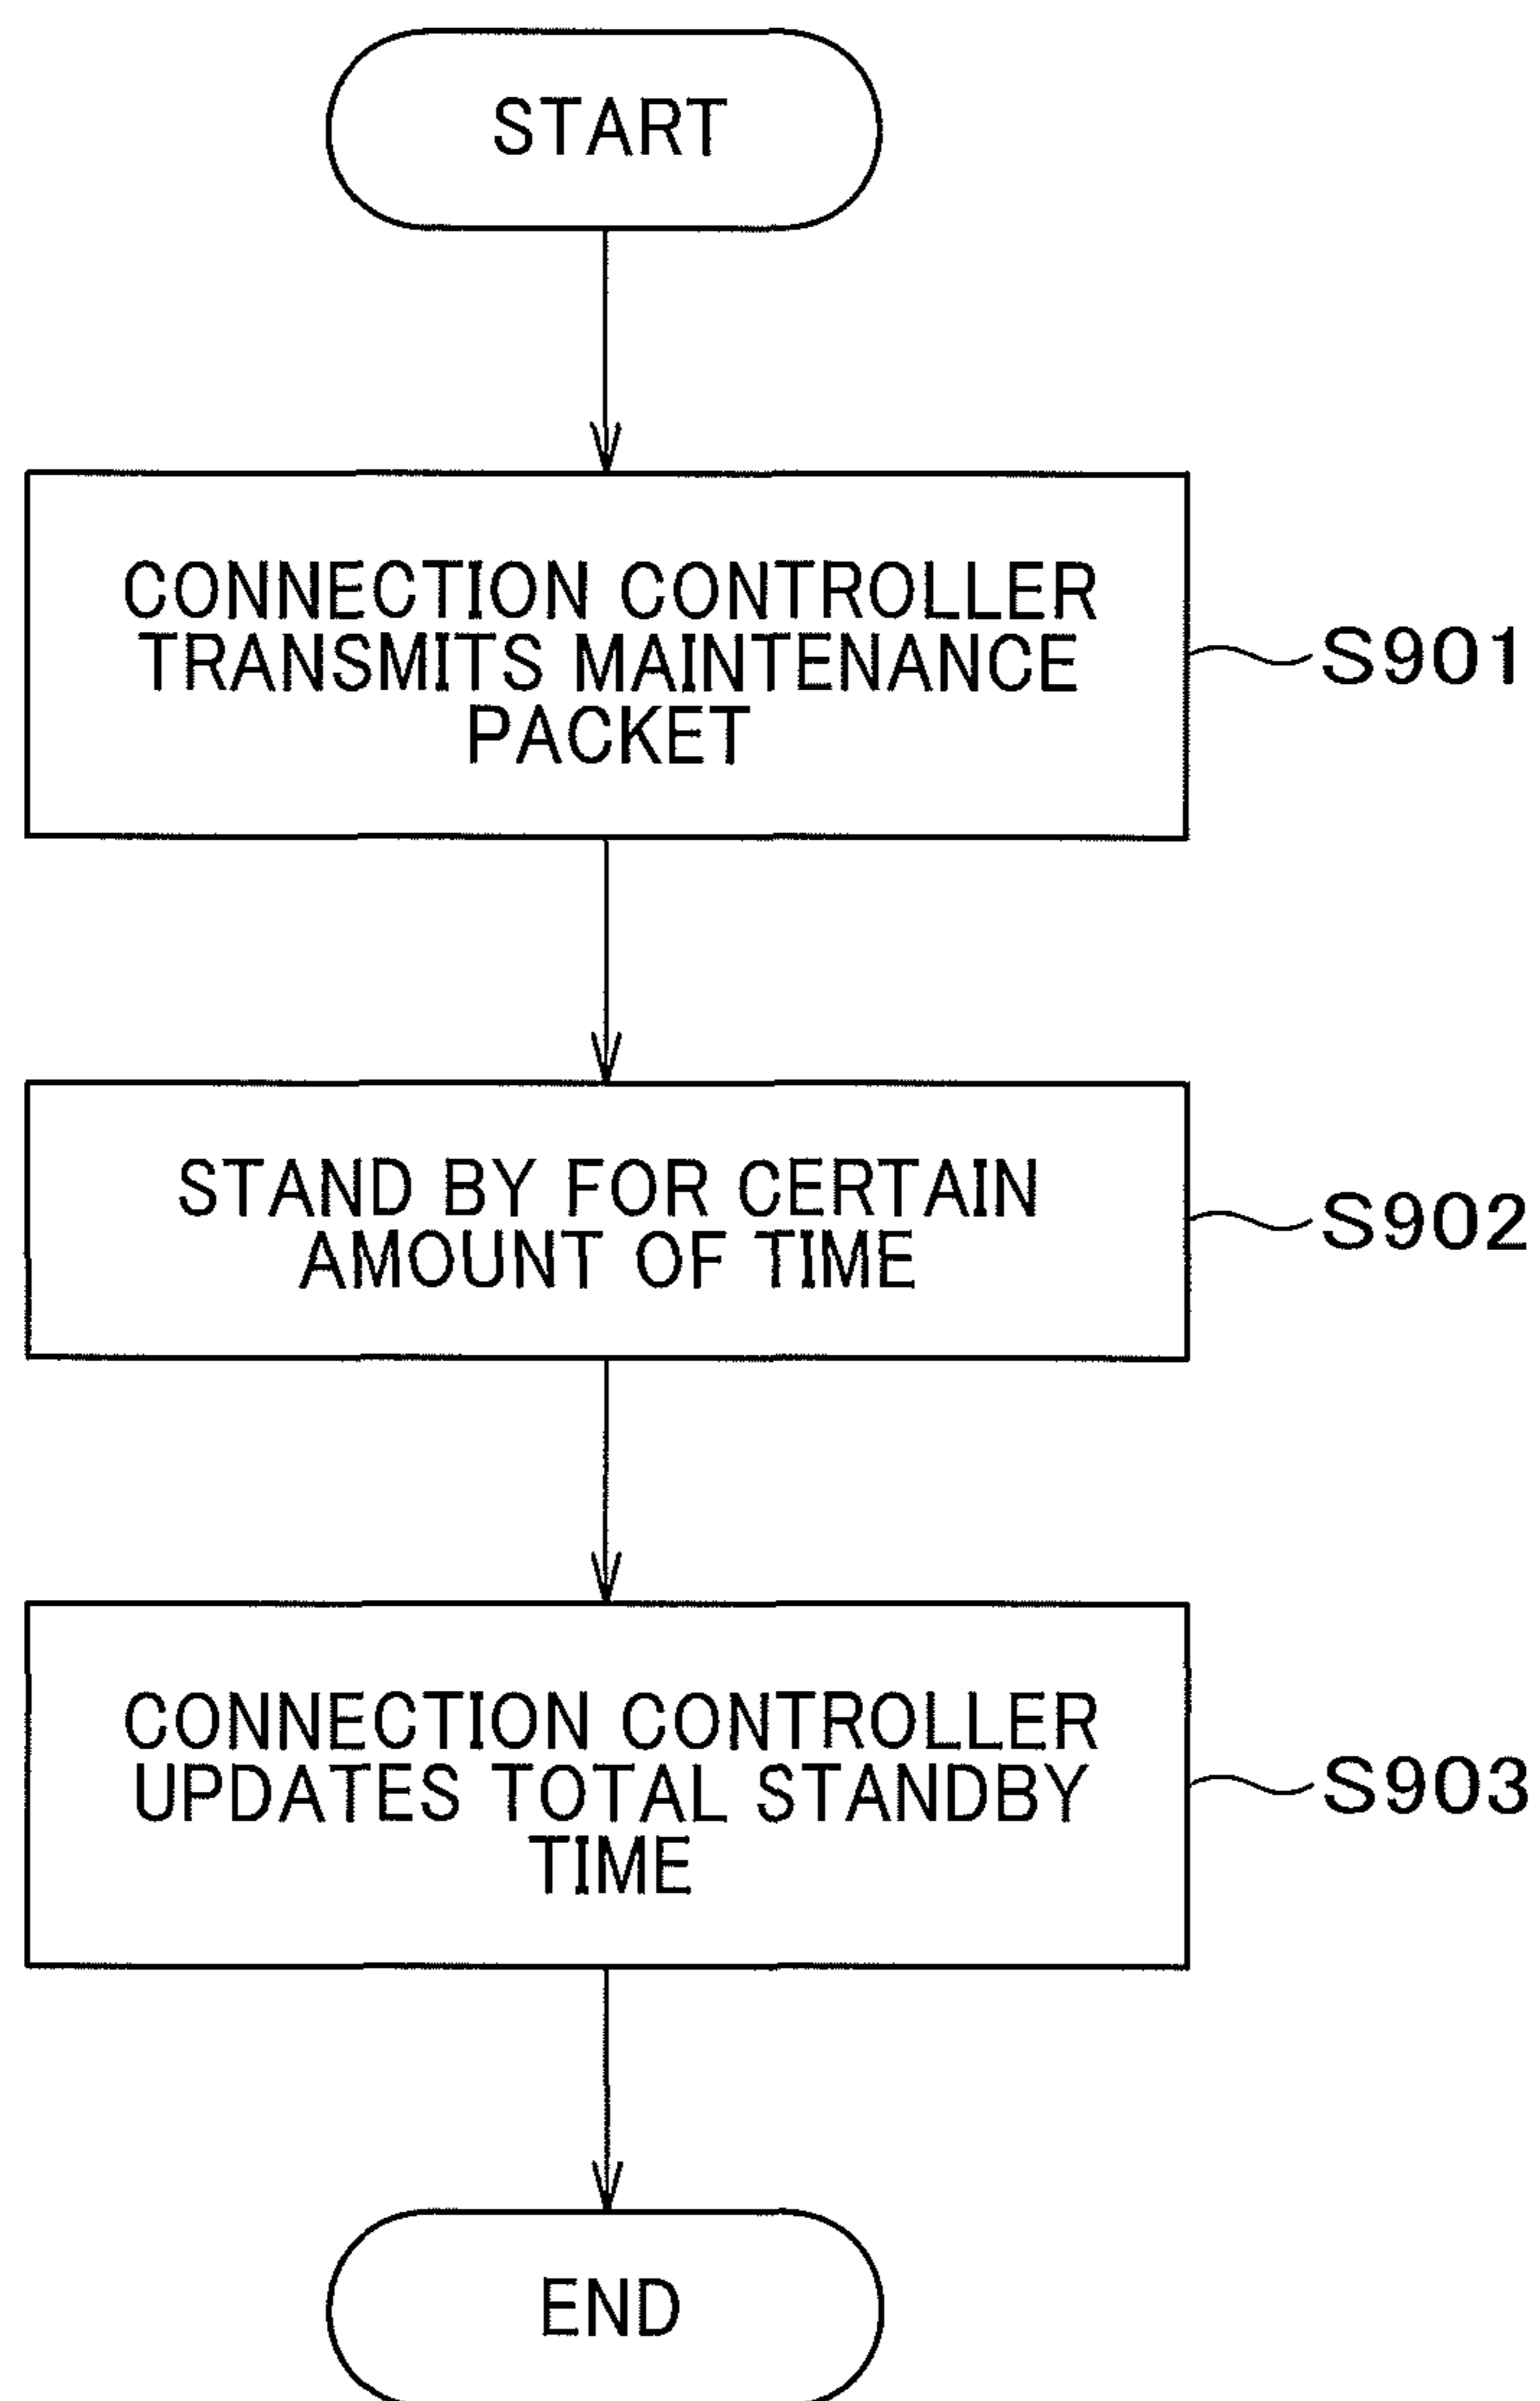 START
CONNECTION CONTROLLER
TRANSMITS MAINTENANCE
PACKET
S901
STAND BY FOR CERTAIN
AMOUNT OF TIME
S902
CONNECTION CONTROLLER
UPDATES TOTAL STANDBY
TIME
S903
END